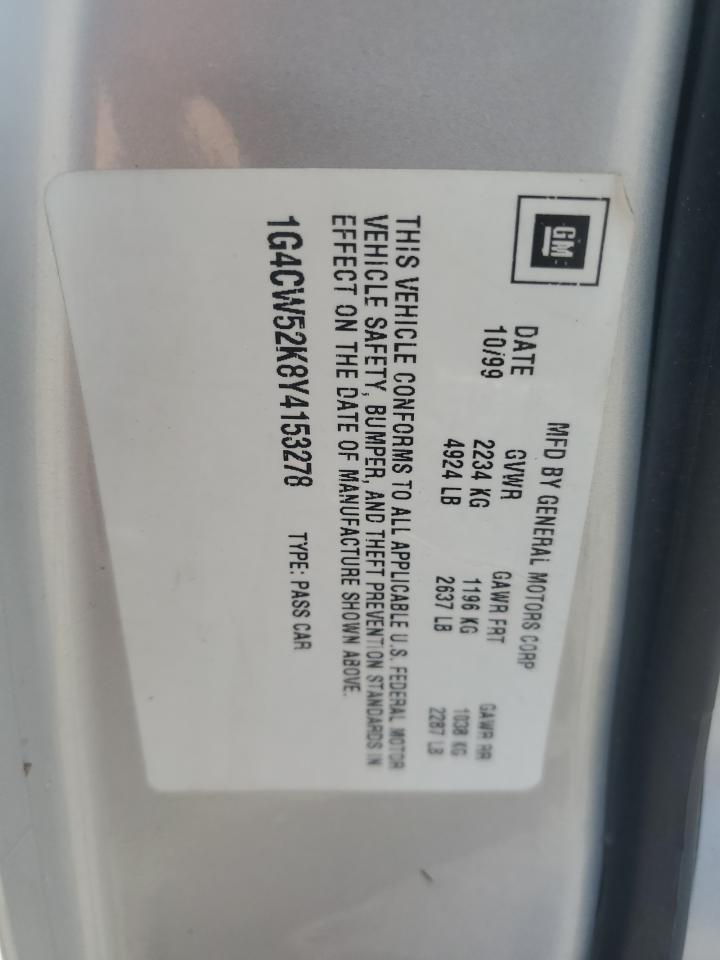 GM
MFD BY GENERAL MOTORS CORP
DATE GVWR GAWR FRT GAWR RR
10/99 2234 KG 1196 KG 1038 KG
4924 LB 2637 LB 2287 LB
THIS VEHICLE CONFORMS TO ALL APPLICABLE U.S. FEDERAL MOTOR
VEHICLE SAFETY, BUMPER, AND THEFT PREVENTION STANDARDS IN
EFFECT ON THE DATE OF MANUFACTURE SHOWN ABOVE.
1G4CW52K8Y4153278 TYPE: PASS CAR